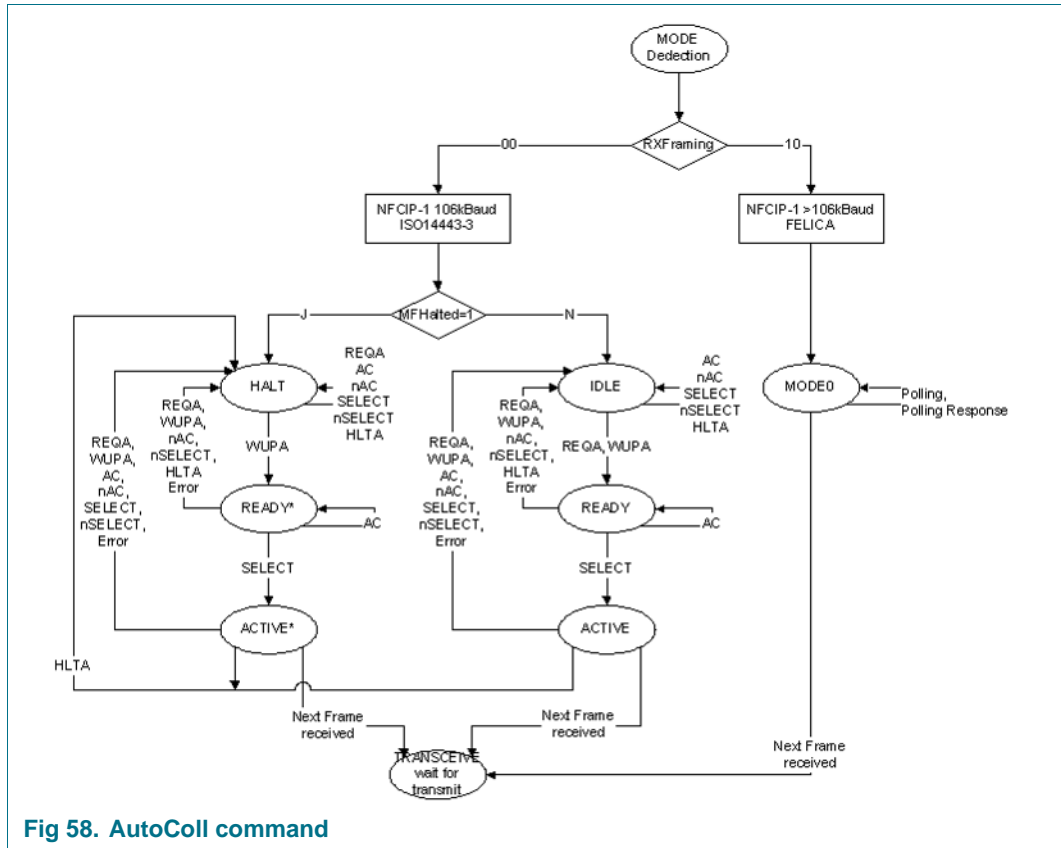 MODE
Dedection
RXFraming
00
10
NFCIP-1 106kBaud
ISO14443-3
NFCIP-1 >106kBaud
FELICA
MFHalted=1
J
N
HALT
REQA
AC
nAC
SELECT
nSELECT
HLTA
IDLE
AC
nAC
SELECT
nSELECT
HLTA
MODE0
Polling,
Polling Response
REQA,
WUPA,
AC,
nAC,
SELECT,
nSELECT,
Error
REQA,
WUPA,
nAC,
nSELECT,
HLTA
Error
WUPA
REQA,
WUPA,
AC,
nAC,
SELECT,
nSELECT,
Error
REQA,
WUPA,
nAC,
nSELECT,
HLTA
Error
REQA, WUPA
READY*
AC
READY
AC
SELECT
SELECT
ACTIVE*
ACTIVE
HLTA
Next Frame
received
Next Frame
received
Next Frame
received
TRANSCEIVE
wait for
transmit
Fig 58. AutoColl command